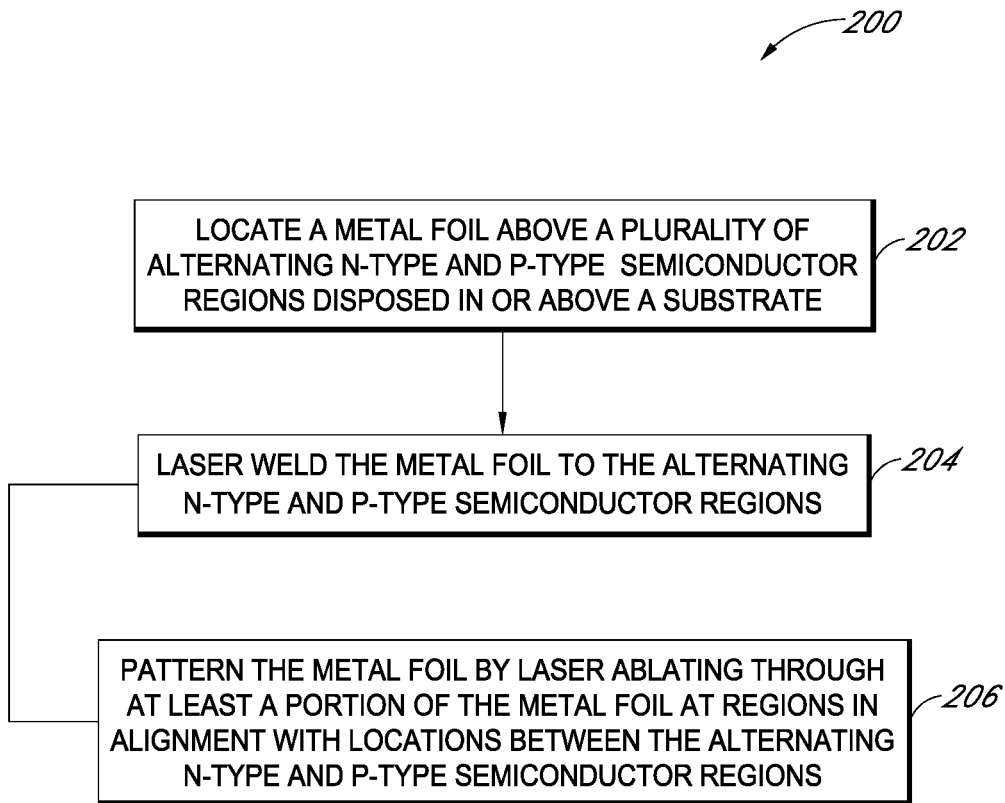 200
LOCATE A METAL FOIL ABOVE A PLURALITY OF
ALTERNATING N-TYPE AND P-TYPE SEMICONDUCTOR
REGIONS DISPOSED IN OR ABOVE A SUBSTRATE
202
LASER WELD THE METAL FOIL TO THE ALTERNATING
N-TYPE AND P-TYPE SEMICONDUCTOR REGIONS
204
PATTERN THE METAL FOIL BY LASER ABLATING THROUGH
AT LEAST A PORTION OF THE METAL FOIL AT REGIONS IN
ALIGNMENT WITH LOCATIONS BETWEEN THE ALTERNATING
N-TYPE AND P-TYPE SEMICONDUCTOR REGIONS
206